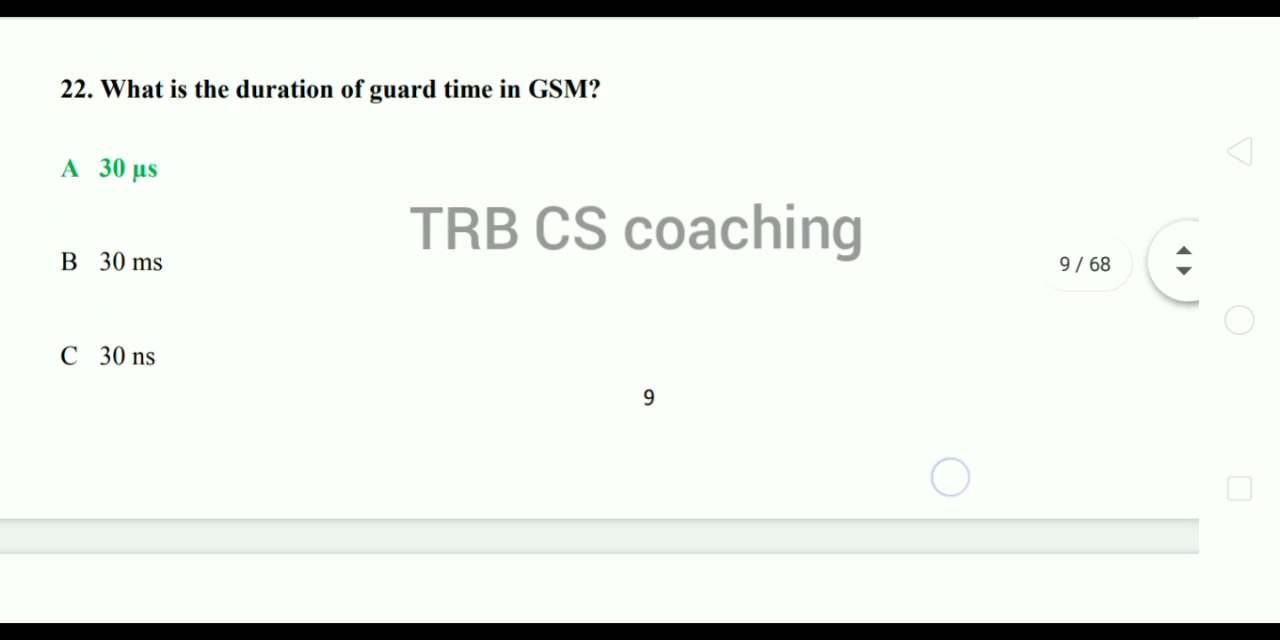 22. What is the duration of guard time in GSM?
A 30 µs
TRB CS coaching
B 30 ms
9 / 68
C 30 ns
9